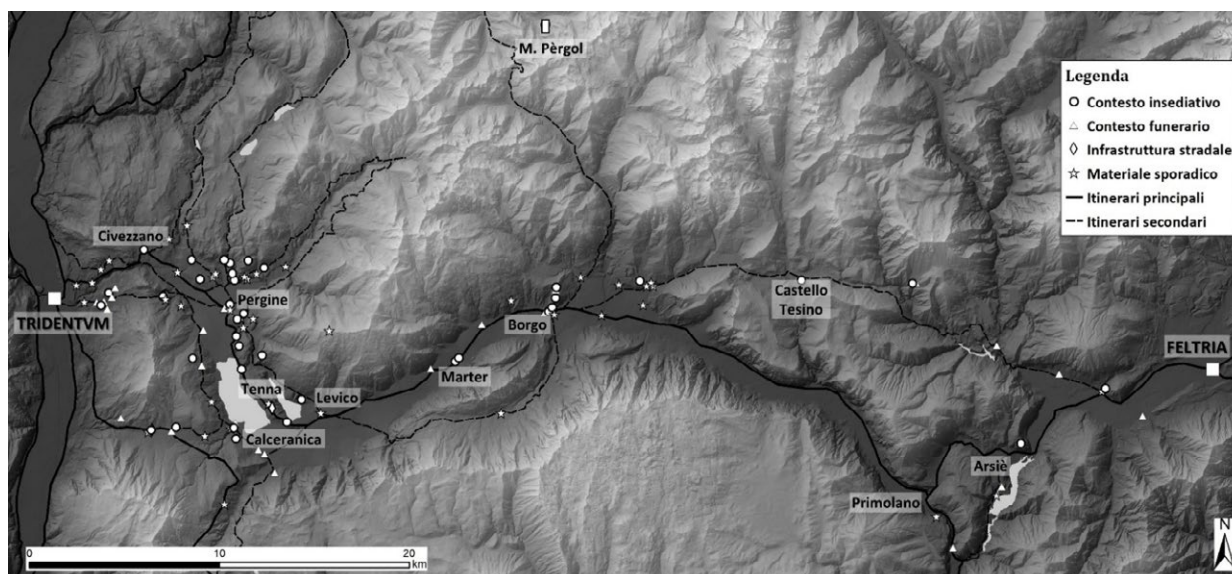 M. Pèrgol
Legenda
Contesto insediativo
Contesto funerario
Infrastruttura stradale
Materiale sporadico
Itinerari principali
Itinerari secondari
Civezzano
TRIDENTVM
Pergine
Castello
Tesino
Borgo
FELTRIA
Marter
Tenna
Levico
Calceranica
Arsiè
Primolano
0 10 20
km
N